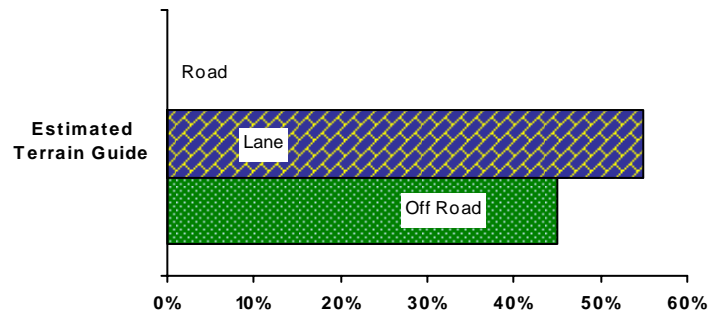 Road
Estimated
Terrain Guide
Lane
Off Road
0% 10% 20% 30% 40% 50% 60%